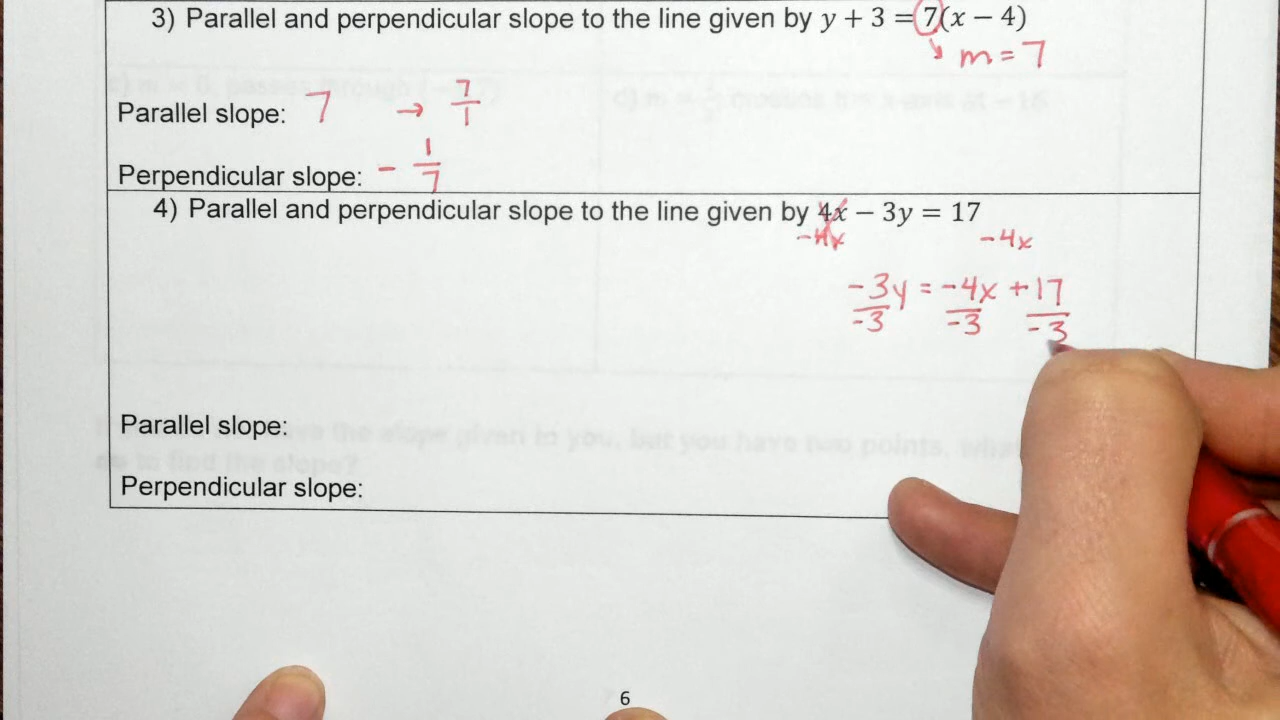 3) Parallel and perpendicular slope to the line given by y + 3 = 7(x − 4)
m = 7
Parallel slope: 7 → 7/1
Perpendicular slope: - 1/7
4) Parallel and perpendicular slope to the line given by 4x − 3y = 17
-4x -4x
-3y = -4x + 17
-3 -3 -3
Parallel slope:
Perpendicular slope:
6